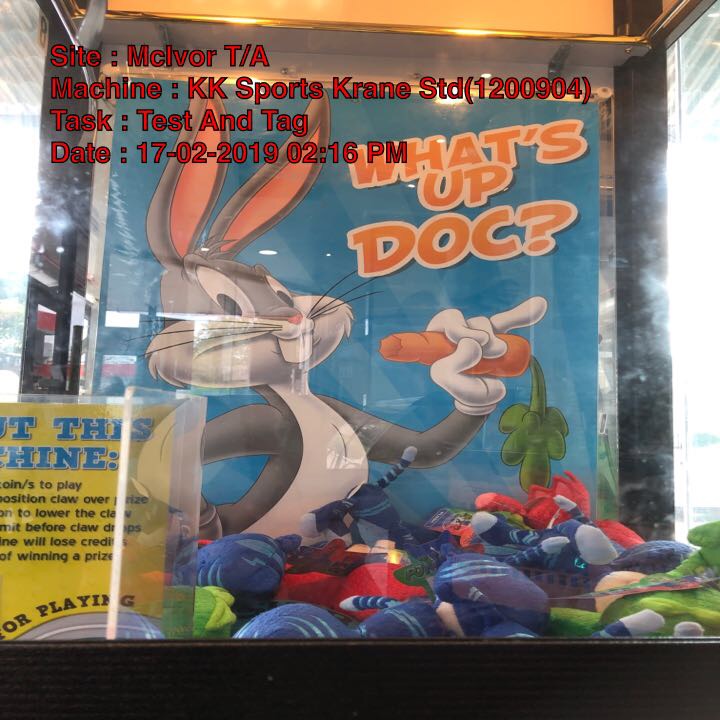 Site : McIvor T/A
Machine : KK Sports Krane Std(1200904)
Task : Test And Tag
Date : 17-02-2019 02:16 PM
WHAT'S
UP
DOC?
UT THIS
CHINE:
coin/s to play
position claw over prize
on to lower the claw
mit before claw drops
ine will lose credits
of winning a prize
FOR PLAYING